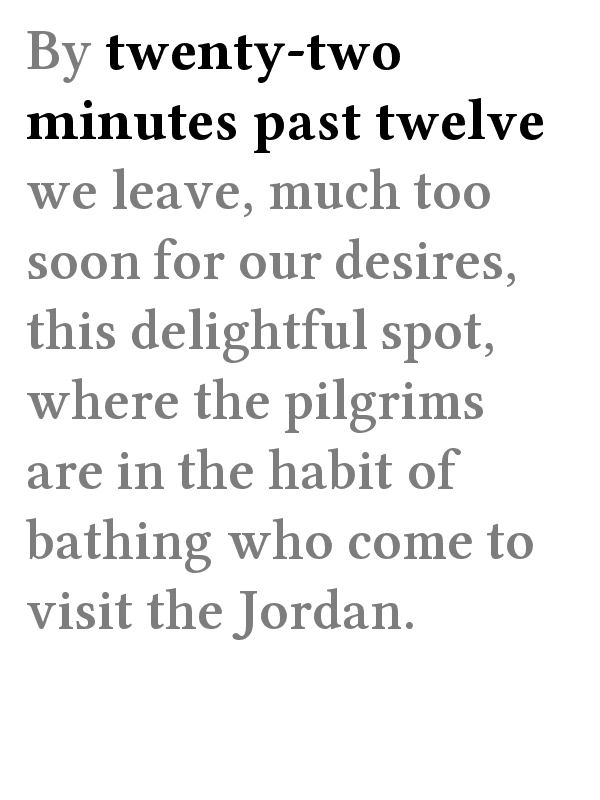 By twenty-two
minutes past twelve
we leave, much too
soon for our desires,
this delightful spot,
where the pilgrims
are in the habit of
bathing who come to
visit the Jordan.